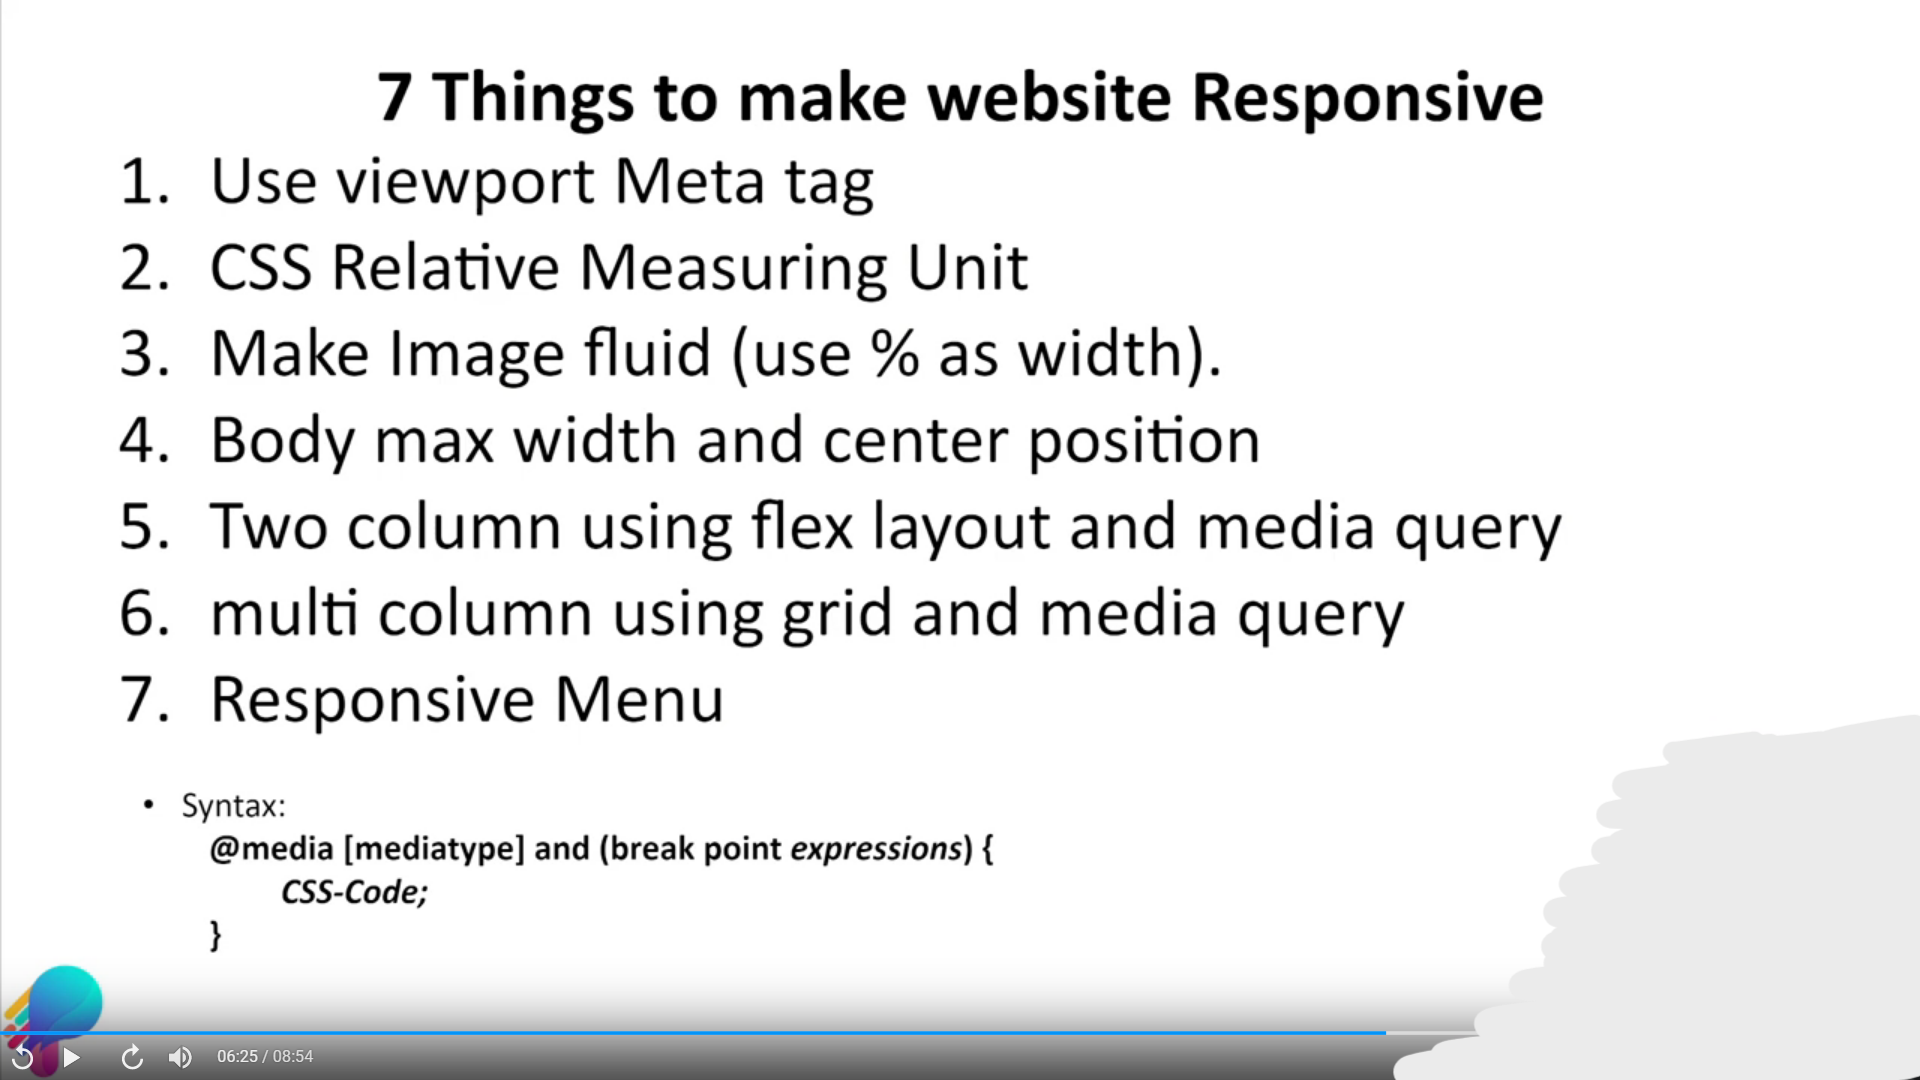 7 Things to make website Responsive
1. Use viewport Meta tag
2. CSS Relative Measuring Unit
3. Make Image fluid (use % as width).
4. Body max width and center position
5. Two column using flex layout and media query
6. multi column using grid and media query
7. Responsive Menu
• Syntax:
@media [mediatype] and (break point expressions) {
CSS-Code;
}
06:25 / 08:54